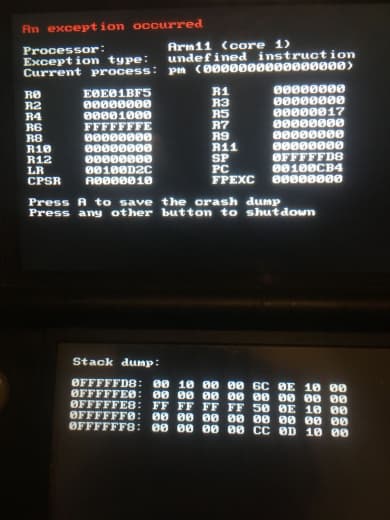 An exception occurred
Processor: Arm11 (core 1)
Exception type: undefined instruction
Current process: pm (0000000000000000)
R0 E0E01BF5 R1 00000000
R2 00000000 R3 00000000
R4 00001000 R5 00000017
R6 FFFFFFFE R7 00000000
R8 00000000 R9 00000000
R10 00000000 R11 00000000
R12 00000000 SP 0FFFFFD8
LR 00100D2C PC 00100CB4
CPSR A0000010 FPEXC 00000000
Press A to save the crash dump
Press any other button to shutdown
Stack dump:
0FFFFFD8: 00 10 00 00 6C 0E 10 00
0FFFFFE0: 00 00 00 00 00 00 00 00
0FFFFFE8: FF FF FF FF 50 0E 10 00
0FFFFFF0: 00 00 00 00 00 00 00 00
0FFFFFF8: 00 00 00 00 CC 0D 10 00